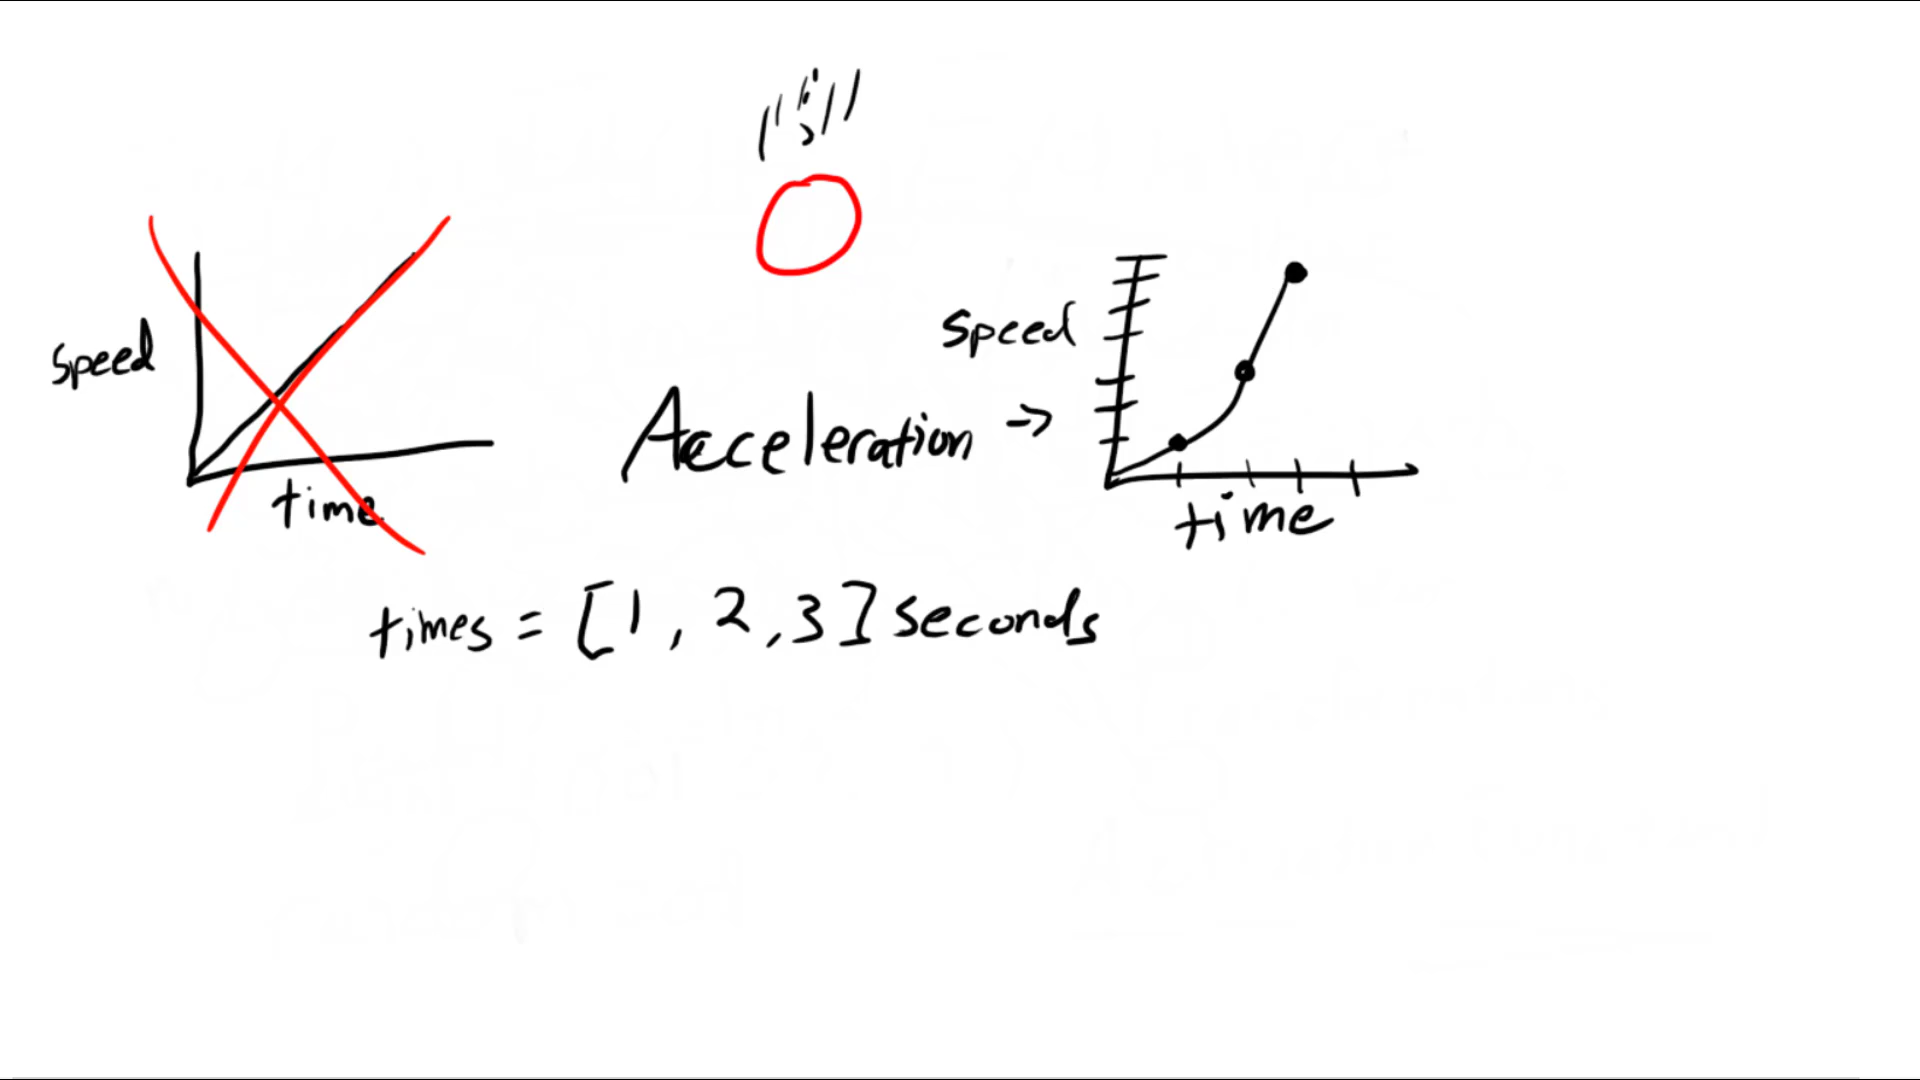 speed
speed
Acceleration →
time
time
times = [1, 2, 3] seconds